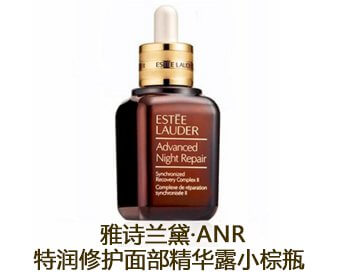 ESTĒE LAUDER
ESTĒE
LAUDER
Advanced
Night Repair
Synchronized
Recovery Complex II
Complexe de réparation
synchronisée II
雅诗兰黛·ANR
特润修护面部精华露小棕瓶